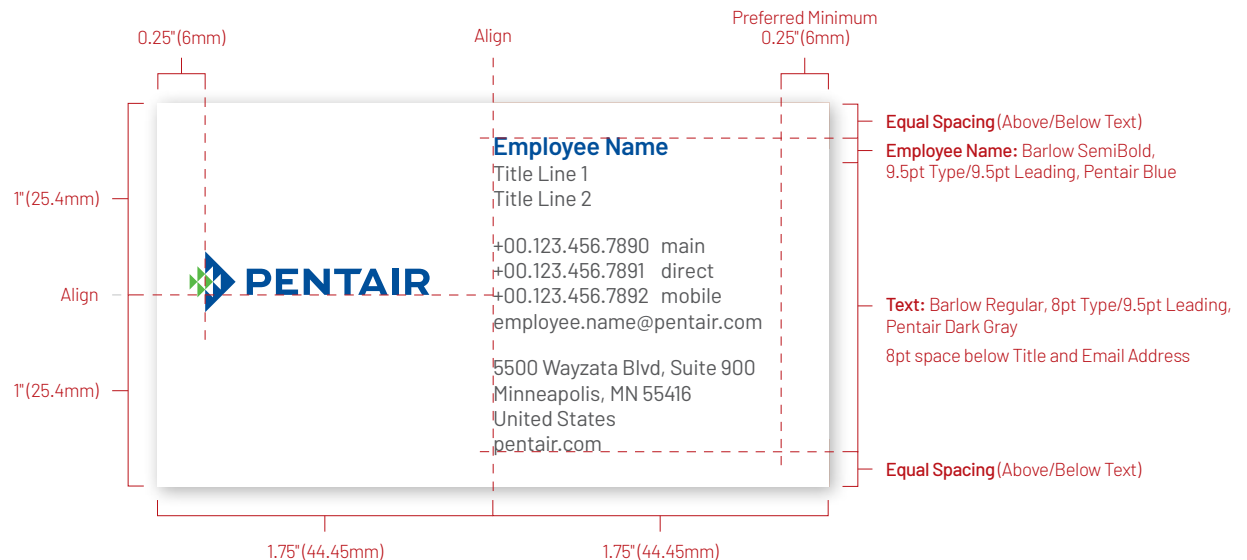 Preferred Minimum
0.25"(6mm)
Align
0.25"(6mm)
Equal Spacing (Above/Below Text)
Employee Name: Barlow SemiBold,
9.5pt Type/9.5pt Leading, Pentair Blue
Employee Name
Title Line 1
Title Line 2
1"(25.4mm)
+00.123.456.7890 main
+00.123.456.7891 direct
+00.123.456.7892 mobile
employee.name@pentair.com
PENTAIR
Align
Text: Barlow Regular, 8pt Type/9.5pt Leading,
Pentair Dark Gray
8pt space below Title and Email Address
5500 Wayzata Blvd, Suite 900
Minneapolis, MN 55416
United States
pentair.com
1"(25.4mm)
Equal Spacing (Above/Below Text)
1.75"(44.45mm)
1.75"(44.45mm)